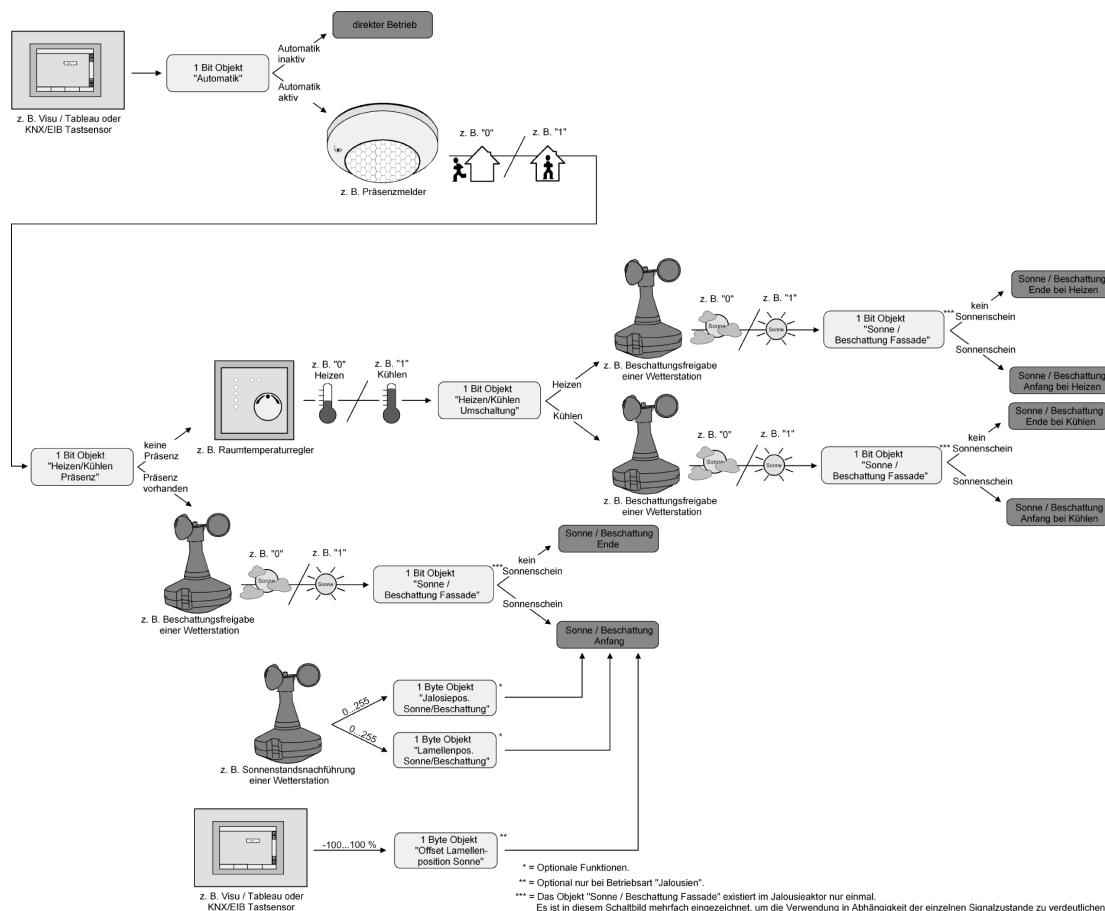 direkter Betrieb
Automatik
inaktiv
1 Bit Objekt
"Automatik"
Automatik
aktiv
z. B. Visu / Tableau oder
KNX/EIB Tastsensor
z. B. "0"
z. B. "1"
z. B. Präsenzmelder
z. B. "0"
z. B. "1"
Sonne
Sonne
1 Bit Objekt
"Sonne /
Beschattung Fassade"
***
kein
Sonnenschein
Sonnenschein
Sonne / Beschattung
Ende bei Heizen
Sonne / Beschattung
Anfang bei Heizen
z. B. Beschattungsfreigabe
einer Wetterstation
z. B. "0"
Heizen
z. B. "1"
Kühlen
1 Bit Objekt
"Heizen/Kühlen
Umschaltung"
Heizen
Kühlen
z. B. Raumtemperaturregler
z. B. "0"
z. B. "1"
Sonne
Sonne
1 Bit Objekt
"Sonne /
Beschattung Fassade"
***
kein
Sonnenschein
Sonnenschein
Sonne / Beschattung
Ende bei Kühlen
Sonne / Beschattung
Anfang bei Kühlen
z. B. Beschattungsfreigabe
einer Wetterstation
1 Bit Objekt
"Heizen/Kühlen
Präsenz"
keine
Präsenz
Präsenz
vorhanden
z. B. "0"
z. B. "1"
Sonne
Sonne
1 Bit Objekt
"Sonne /
Beschattung Fassade"
***
kein
Sonnenschein
Sonnenschein
Sonne / Beschattung
Ende
Sonne / Beschattung
Anfang
z. B. Beschattungsfreigabe
einer Wetterstation
0...255
0...255
1 Byte Objekt
"Jalosiepos.
Sonne/Beschattung"
*
1 Byte Objekt
"Lamellenpos.
Sonne/Beschattung"
*
z. B. Sonnenstandsnachführung
einer Wetterstation
-100...100 %
1 Byte Objekt
"Offset Lamellen-
position Sonne"
**
z. B. Visu / Tableau oder
KNX/EIB Tastsensor
* = Optionale Funktionen.
** = Optional nur bei Betriebsart "Jalousien".
*** = Das Objekt "Sonne / Beschattung Fassade" existiert im Jalousieaktor nur einmal.
Es ist in diesem Schaltbild mehrfach eingezeichnet, um die Verwendung in Abhängigkeit der einzelnen Signalzustande zu verdeutlichen